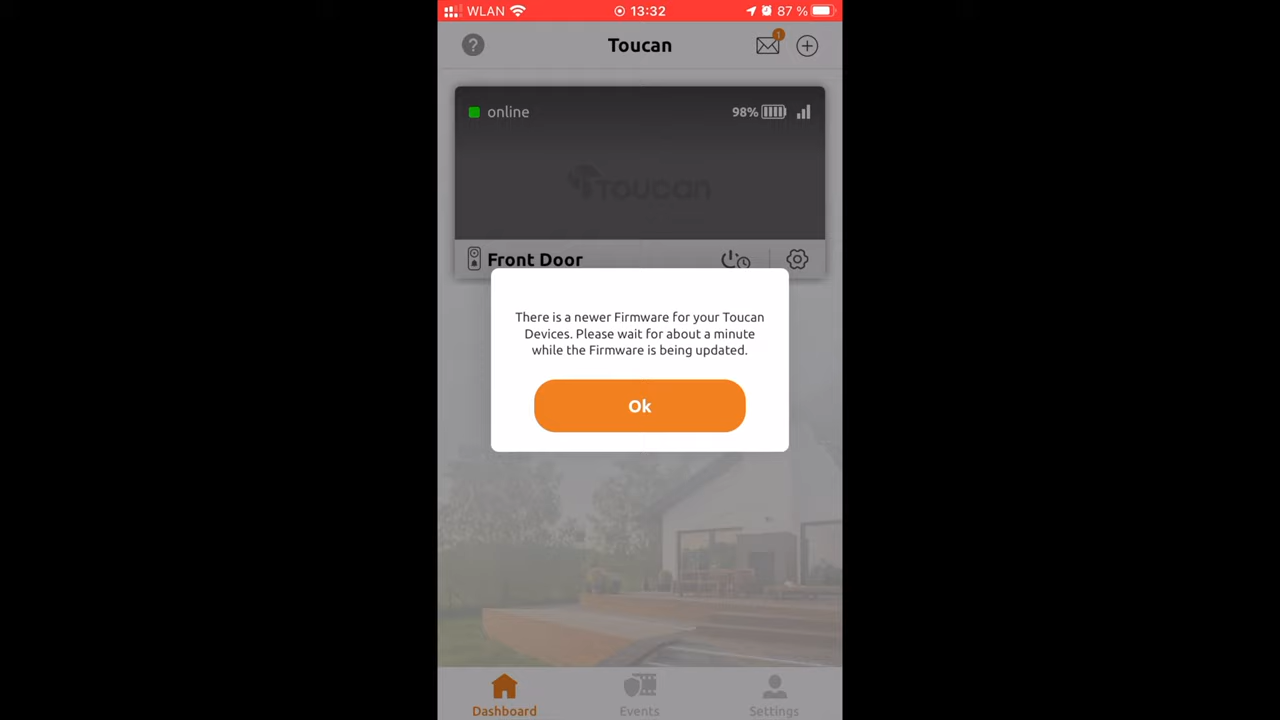 WLAN 13:32 87 %
? Toucan 1
online 98%
Toucan
Front Door
There is a newer Firmware for your Toucan
Devices. Please wait for about a minute
while the Firmware is being updated.
Ok
Dashboard Events Settings